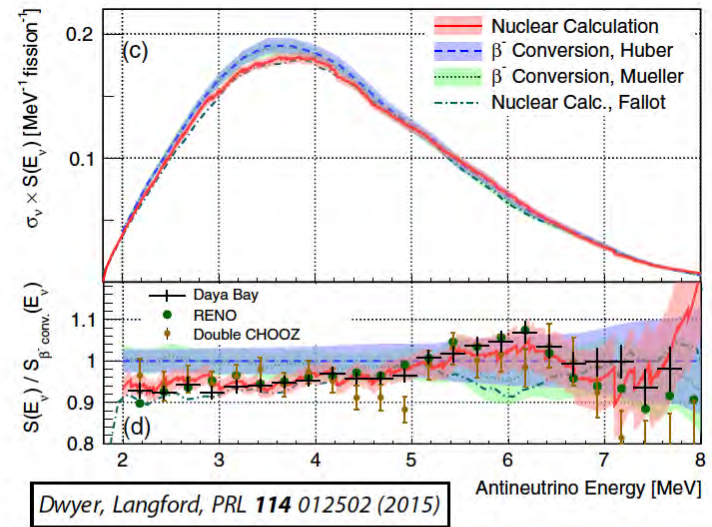 (c)
Nuclear Calculation
β⁻ Conversion, Huber
β⁻ Conversion, Mueller
Nuclear Calc., Fallot
0.2
0.1
σν × S(Eν) [MeV⁻¹ fission⁻¹]
Daya Bay
RENO
Double CHOOZ
1.1
1
0.9
0.8
S(Eν) / Sβ⁻ conv.(Eν)
(d)
2 3 4 5 6 7 8
Antineutrino Energy [MeV]
Dwyer, Langford, PRL 114 012502 (2015)